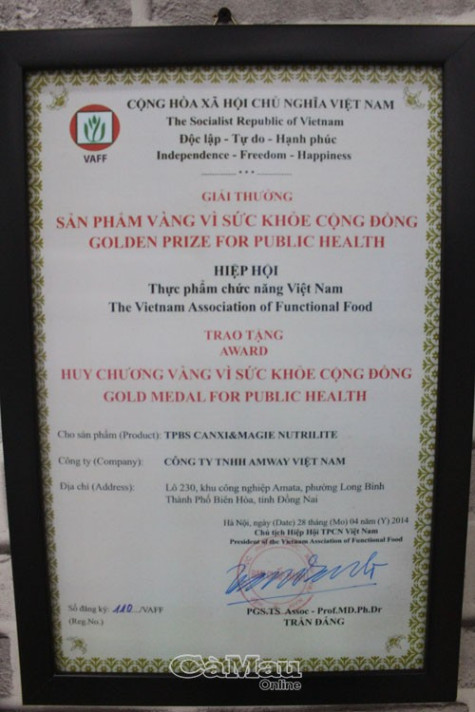 CỘNG HÒA XÃ HỘI CHỦ NGHĨA VIỆT NAM
The Socialist Republic of Vietnam
Độc lập - Tự do - Hạnh phúc
Independence - Freedom - Happiness
VAFF
GIẢI THƯỞNG
SẢN PHẨM VÀNG VÌ SỨC KHỎE CỘNG ĐỒNG
GOLDEN PRIZE FOR PUBLIC HEALTH
HIỆP HỘI
Thực phẩm chức năng Việt Nam
The Vietnam Association of Functional Food
TRAO TẶNG
AWARD
HUY CHƯƠNG VÀNG VÌ SỨC KHỎE CỘNG ĐỒNG
GOLD MEDAL FOR PUBLIC HEALTH
Cho sản phẩm (Product): TPBS CANXI&MAGIE NUTRILITE
Công ty (Company): CÔNG TY TNHH AMWAY VIỆT NAM
Địa chỉ (Address): Lô 230, khu công nghiệp Amata, phường Long Bình
Thành Phố Biên Hòa, tỉnh Đồng Nai
Hà Nội, ngày (Date) 28 tháng (Mo) 04 năm (Y) 2014
Chủ tịch Hiệp Hội TPCN Việt Nam
President of the Vietnam Association of Functional Food
Số đăng ký: 110../VAFF
(Reg.No.)
PGS.TS. Assoc - Prof.MD.Ph.Dr
TRẦN ĐÁNG
CàMau
Online